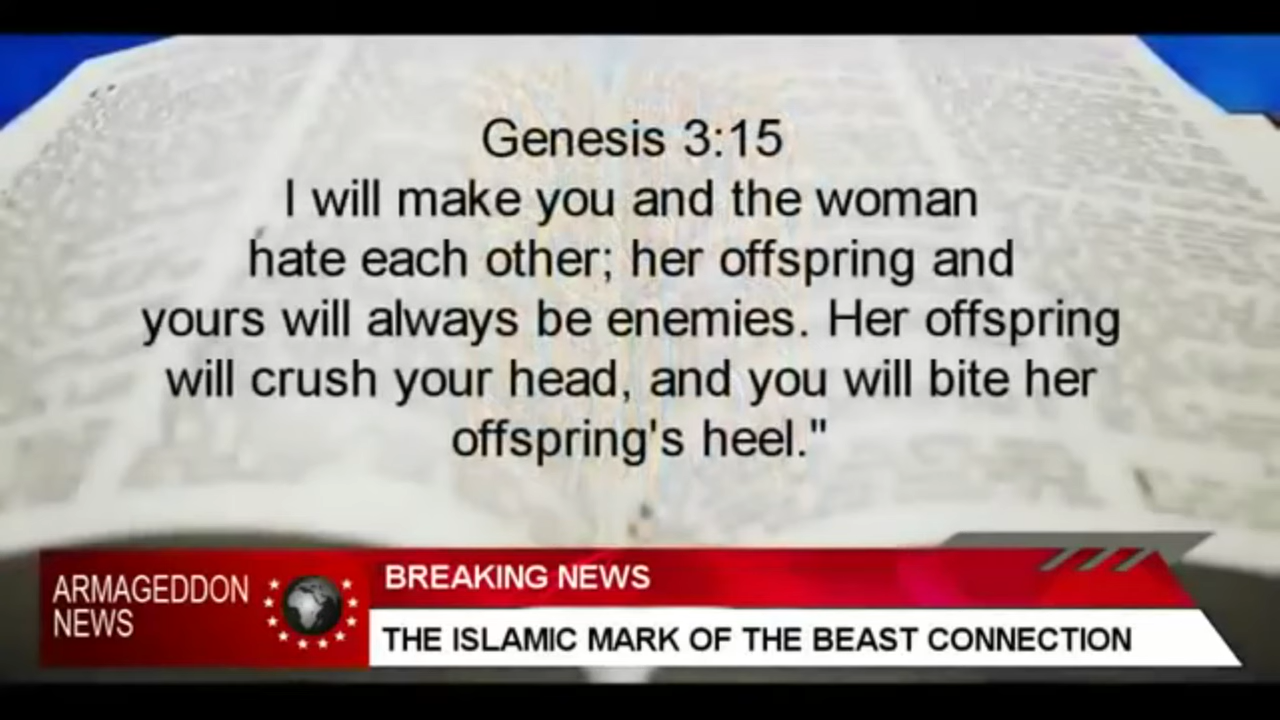 Genesis 3:15
I will make you and the woman
hate each other; her offspring and
yours will always be enemies. Her offspring
will crush your head, and you will bite her
offspring's heel."
ARMAGEDDON
NEWS
BREAKING NEWS
THE ISLAMIC MARK OF THE BEAST CONNECTION